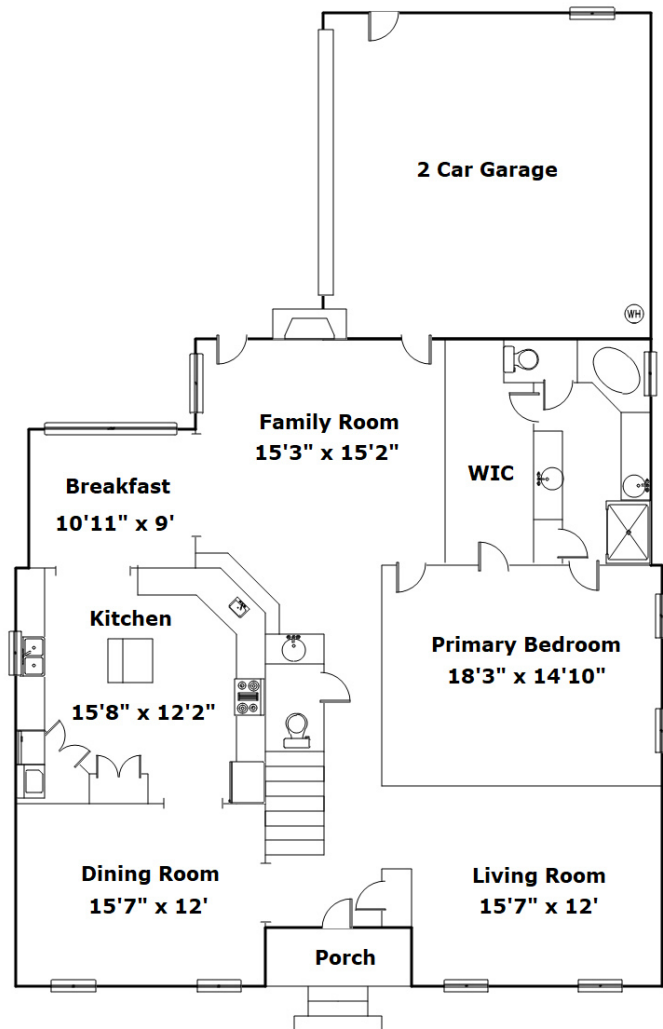 2 Car Garage
WH
Family Room
15'3" x 15'2"
Breakfast
10'11" x 9'
WIC
Kitchen
15'8" x 12'2"
Primary Bedroom
18'3" x 14'10"
Dining Room
15'7" x 12'
Living Room
15'7" x 12'
Porch